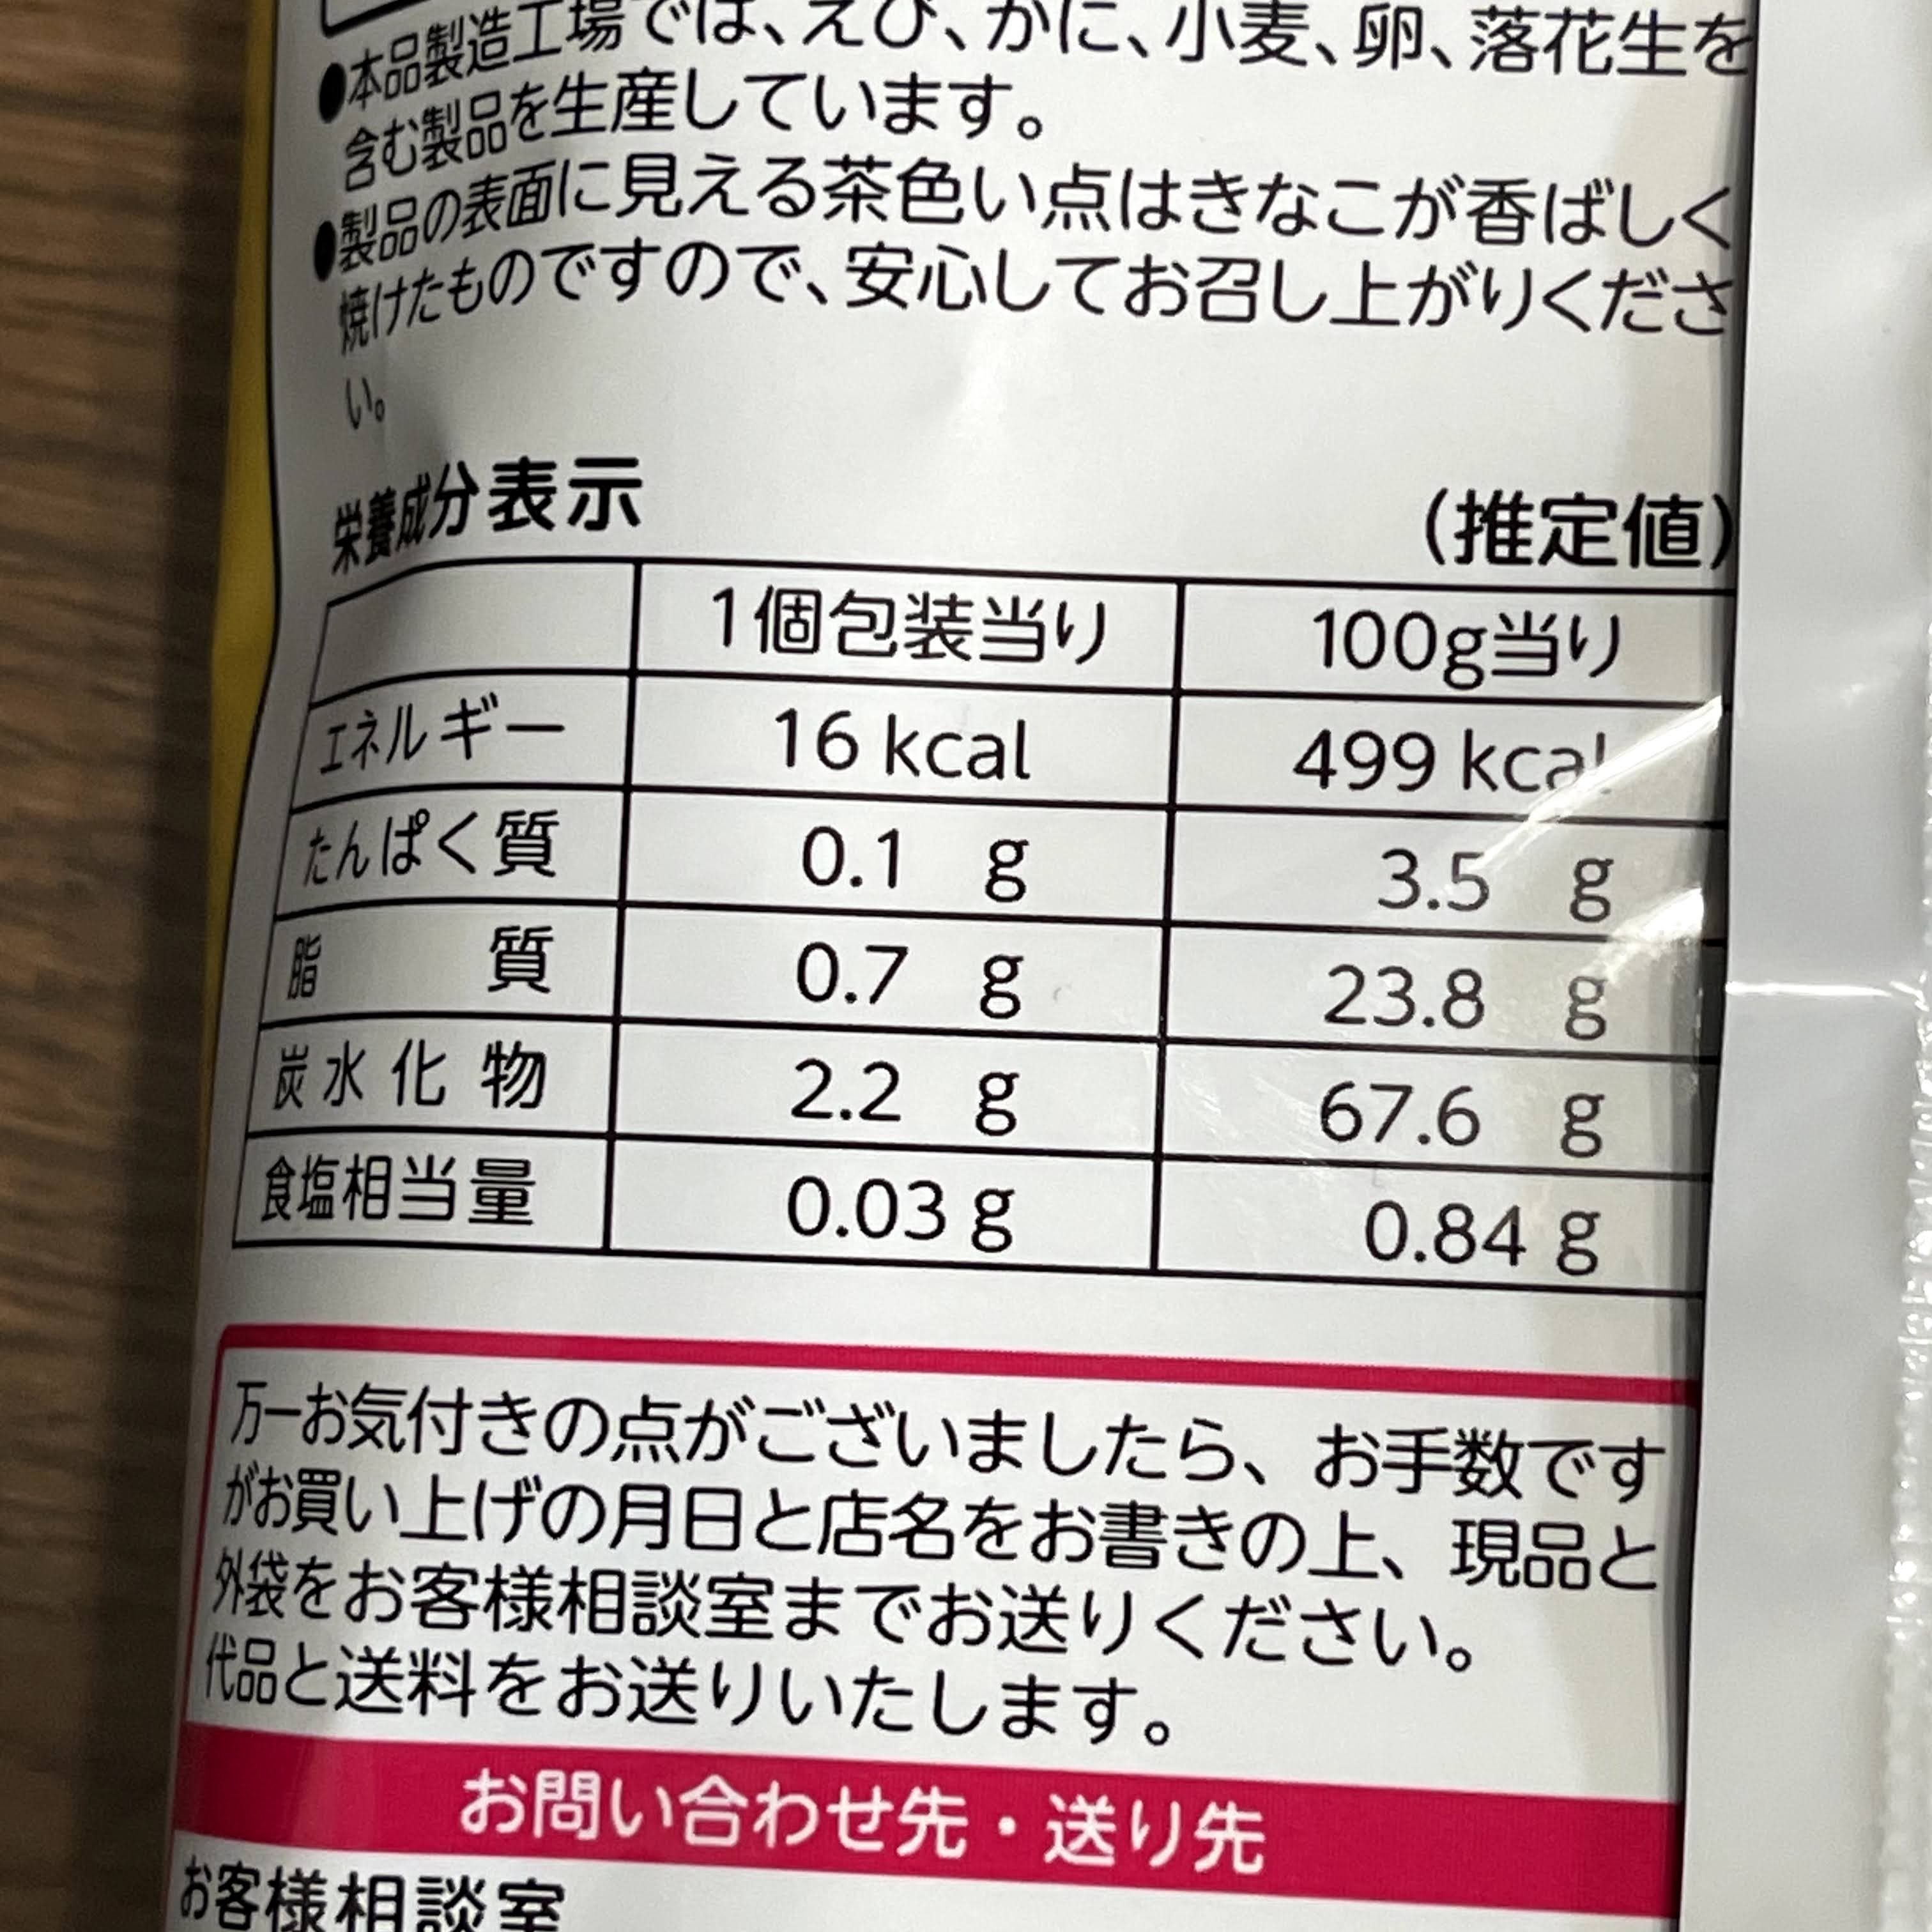 ●本品製造工場では、えび、かに、小麦、卵、落花生を
含む製品を生産しています。
●製品の表面に見える茶色い点はきなこが香ばしく
焼けたものですので、安心してお召し上がりくださ
い。
栄養成分表示 (推定値)
1個包装当り 100g当り
エネルギー 16 kcal 499 kcal
たんぱく質 0.1 g 3.5 g
脂質 0.7 g 23.8 g
炭水化物 2.2 g 67.6 g
食塩相当量 0.03 g 0.84 g
万一お気付きの点がございましたら、お手数です
がお買い上げの月日と店名をお書きの上、現品と
外袋をお客様相談室までお送りください。
代品と送料をお送りいたします。
お問い合わせ先・送り先
お客様相談室